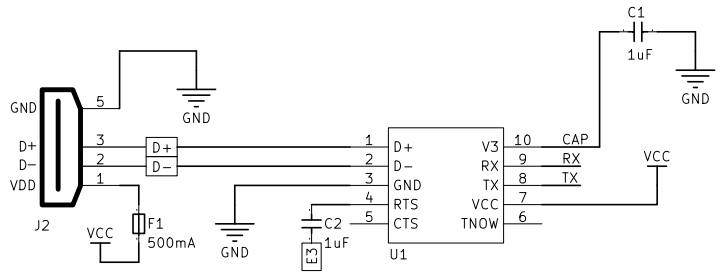 C1
1uF
GND
GND
5
GND
D+
D-
VDD
3
2
1
D+
D-
J2
F1
500mA
VCC
GND
C2
1uF
E3
1
2
3
4
5
D+
D-
GND
RTS
CTS
V3
RX
TX
VCC
TNOW
10
9
8
7
6
CAP
RX
TX
VCC
U1
GND